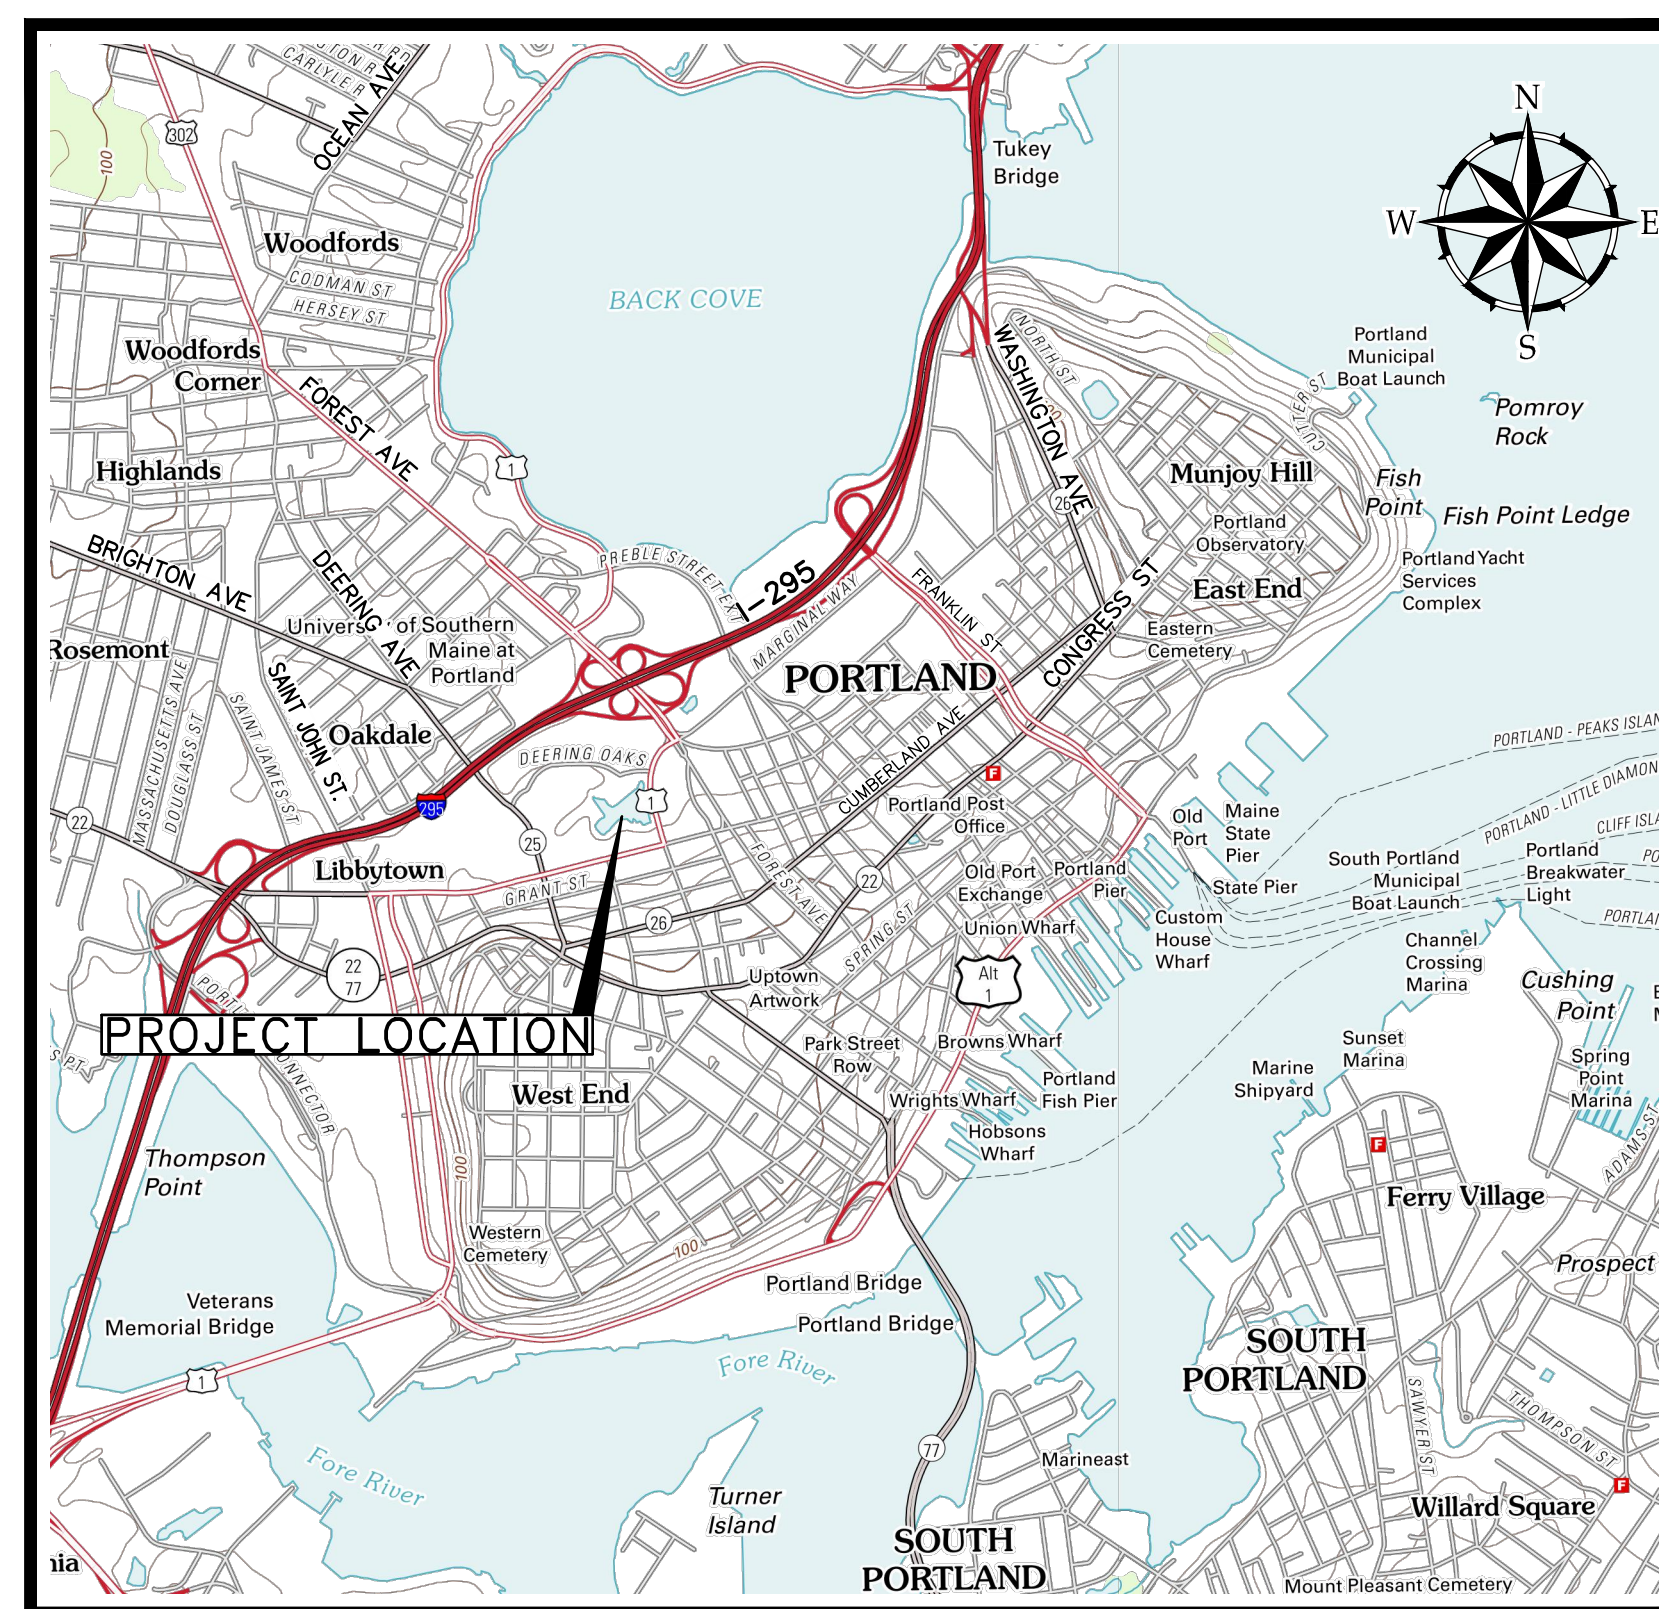 CARLYLE R
OCEAN AVE
302
100
N
W
E
S
Tukey
Bridge
Woodfords
CODMAN ST
HERSEY ST
BACK COVE
Woodfords
Corner
FOREST AVE
NORTH ST
WASHINGTON AVE
Portland
Municipal
Boat Launch
CUTTER ST
Pomroy
Rock
Highlands
1
Munjoy Hill
Fish
Point
Fish Point Ledge
26
Portland
Observatory
BRIGHTON AVE
DEERING AVE
PREBLE STREET EXT
I-295
MARGINAL WAY
FRANKLIN ST
CONGRESS ST
East End
Portland Yacht
Services
Complex
of Southern
Maine at
Portland
Eastern
Cemetery
Rosemont
MASSACHUSETTS AVE
DOUGLASS ST
SAINT JAMES ST
SAINT JOHN ST.
PORTLAND
Oakdale
DEERING OAKS
CUMBERLAND AVE
PORTLAND - PEAKS ISLAN
PORTLAND - LITTLE DIAMON
CLIFF ISLA
PO
PORTLAN
F
295
1
22
25
Portland Post
Office
Old
Port
Maine
State
Pier
Libbytown
GRANT ST
FOREST AVE
22
Old Port
Exchange
Portland
Pier
State Pier
South Portland
Municipal
Boat Launch
Portland
Breakwater
Light
26
SPRING ST
Union Wharf
Custom
House
Wharf
Channel
Crossing
Marina
22
77
Uptown
Artwork
Alt
1
Cushing
Point
PROJECT LOCATION
ONNECTOR
Park Street
Row
Browns Wharf
Sunset
Marina
Marine
Shipyard
Spring
Point
Marina
West End
Portland
Fish Pier
Wrights Wharf
Hobsons
Wharf
F
ADAMS ST
Thompson
Point
100
Ferry Village
Western
Cemetery
100
Prospect
Portland Bridge
Portland Bridge
Veterans
Memorial Bridge
1
Fore River
SOUTH
PORTLAND
SAWYER ST
THOMPSON ST
77
Fore River
Marineast
Turner
Island
F
Willard Square
SOUTH
PORTLAND
nia
Mount Pleasant Cemetery